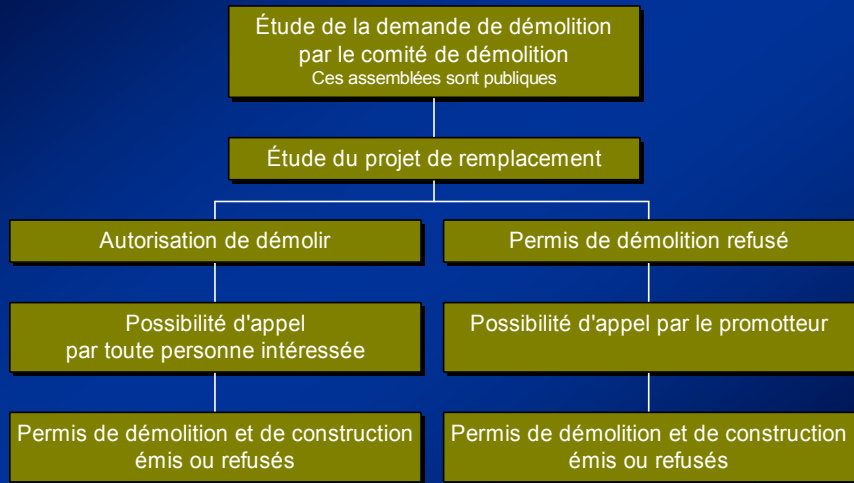 Étude de la demande de démolition
par le comité de démolition
Ces assemblées sont publiques
Étude du projet de remplacement
Autorisation de démolir
Permis de démolition refusé
Possibilité d'appel
par toute personne intéressée
Possibilité d'appel par le promotteur
Permis de démolition et de construction
émis ou refusés
Permis de démolition et de construction
émis ou refusés